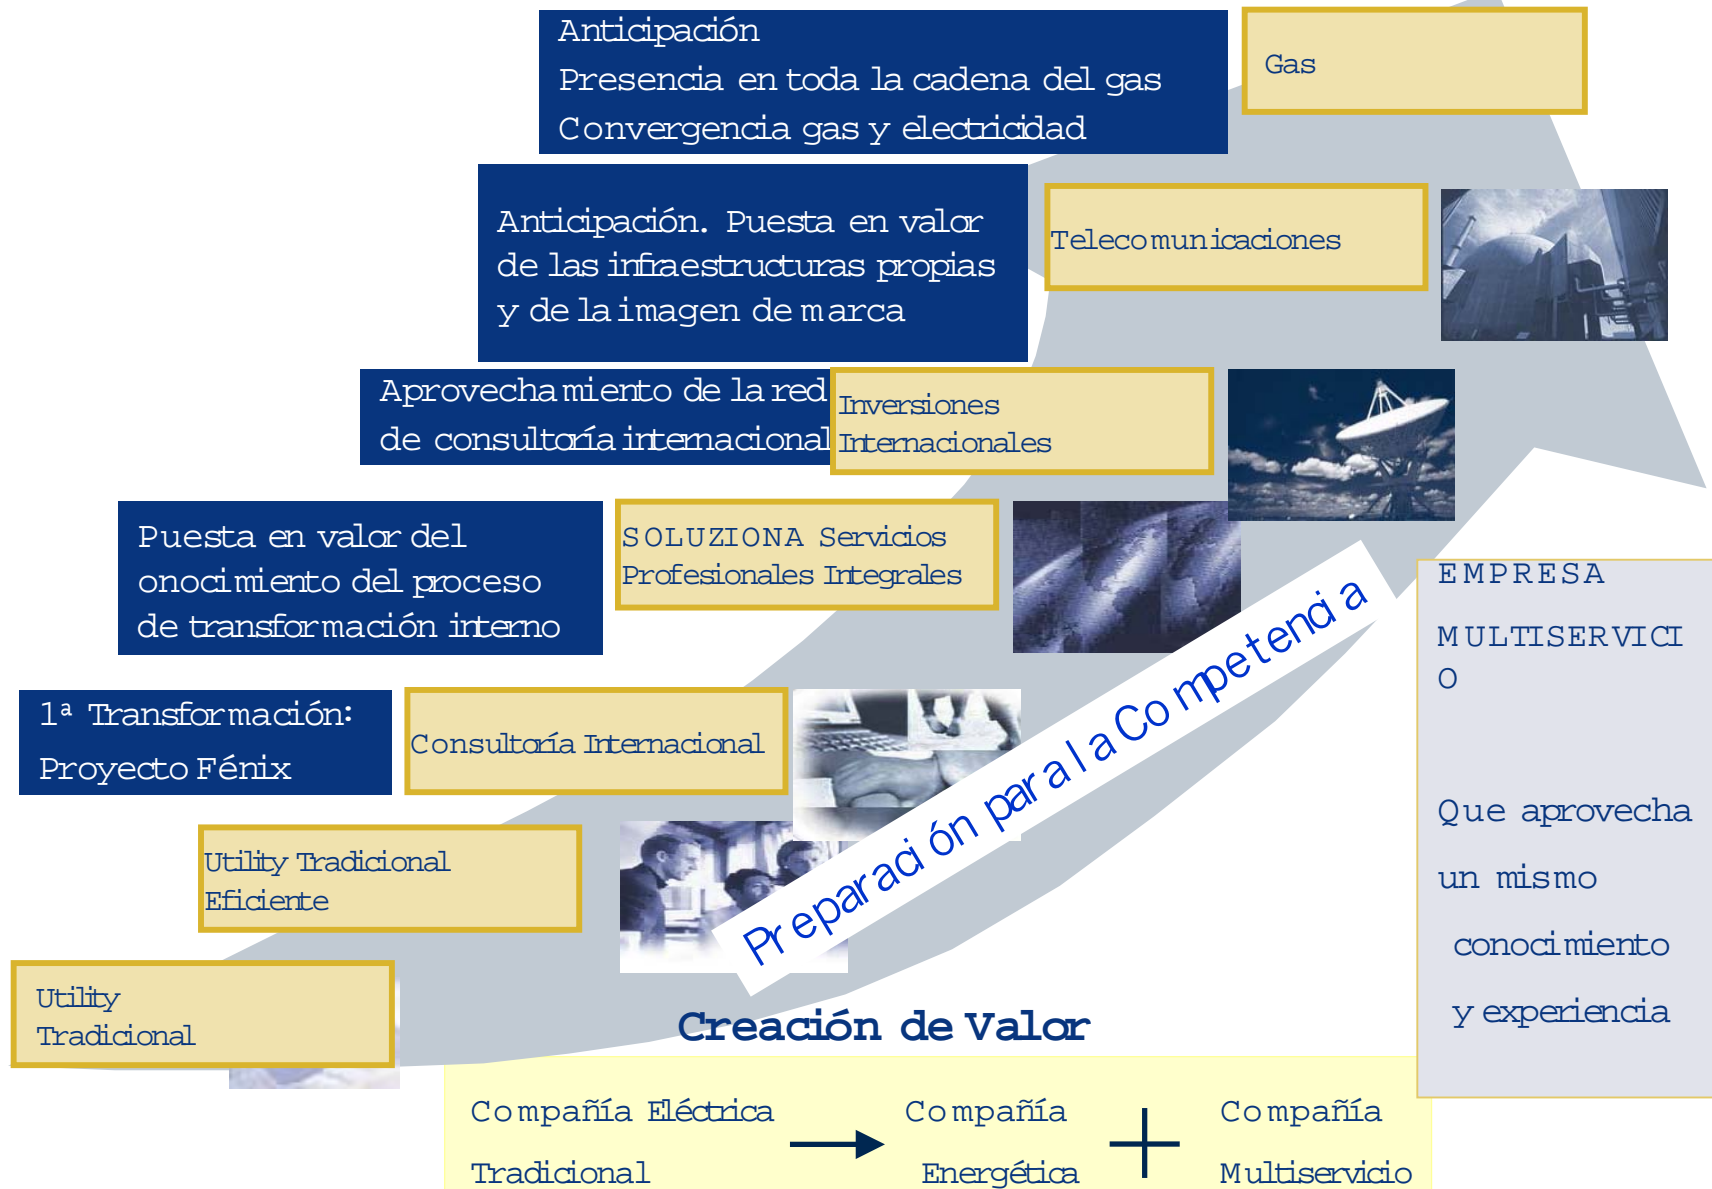 Anticipación
Presencia en toda la cadena del gas
Convergencia gas y electricidad
Gas
Anticipación. Puesta en valor
de las infraestructuras propias
y de la imagen de marca
Telecomunicaciones
Aprovechamiento de la red
de consultoría internacional
Inversiones
Internacionales
Puesta en valor del
onocimiento del proceso
de transformación interno
SOLUZIONA Servicios
Profesionales Integrales
1ª Transformación:
Proyecto Fénix
Consultoría Internacional
Utility Tradicional
Eficiente
Utility
Tradicional
Preparación para la Competencia
EMPRESA
MULTISERVICI
O
Que aprovecha
un mismo
conocimiento
y experiencia
Creación de Valor
Compañía Eléctrica
Tradicional
Compañía
Energética
Compañía
Multiservicio